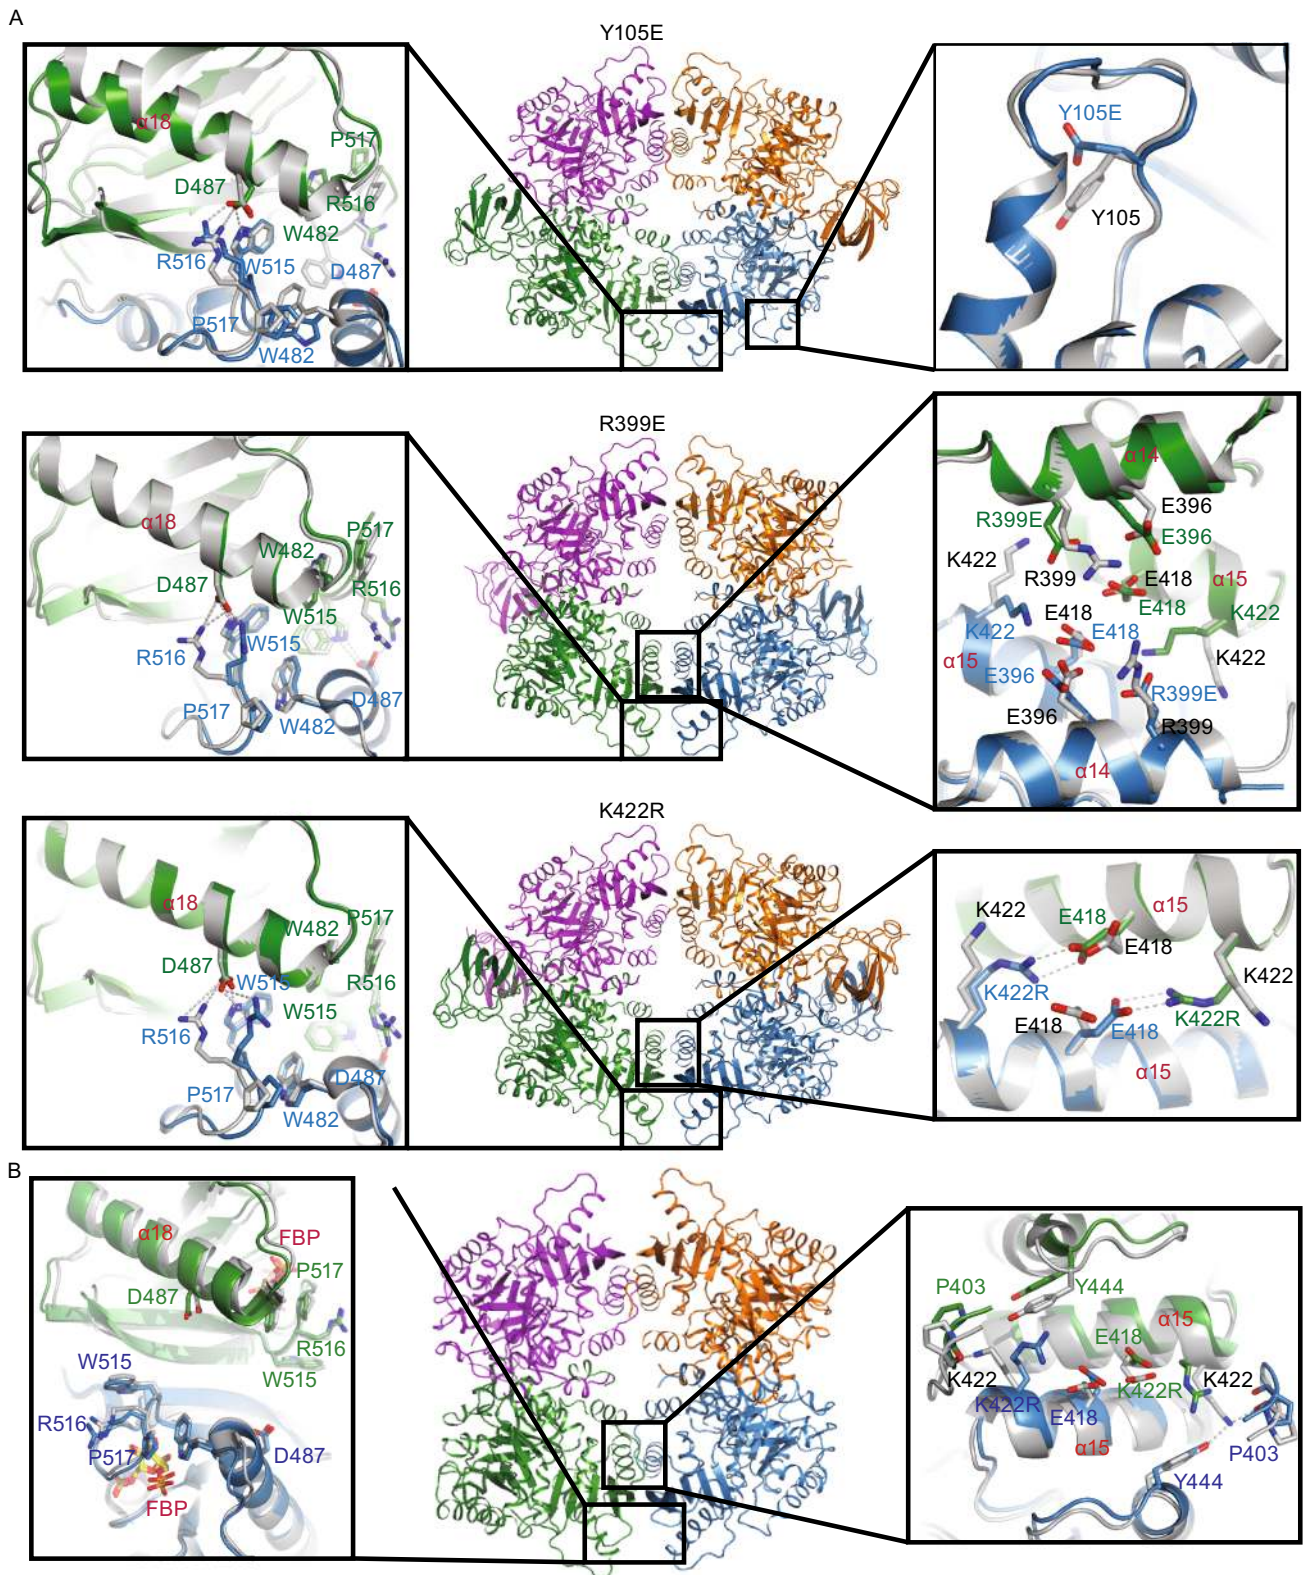 A
Y105E
α18
P517
D487
R516
W482
R516
W515
D487
P517
W482
Y105E
Y105
R399E
α18
P517
W482
D487
R516
W515
W515
R516
P517
W482
D487
α14
E396
R399E
E396
K422
R399
E418
α15
E418
E418
K422
K422
E418
α15
E396
K422
R399E
E396
R399
α14
K422R
α18
W482
P517
D487
W515
R516
W515
R516
D487
P517
W482
K422
E418
α15
E418
K422
K422R
E418
E418
K422R
α15
B
α18
FBP
P517
D487
R516
W515
W515
R516
P517
D487
FBP
P403
Y444
α15
E418
K422
K422R
K422
K422R
E418
α15
P403
Y444